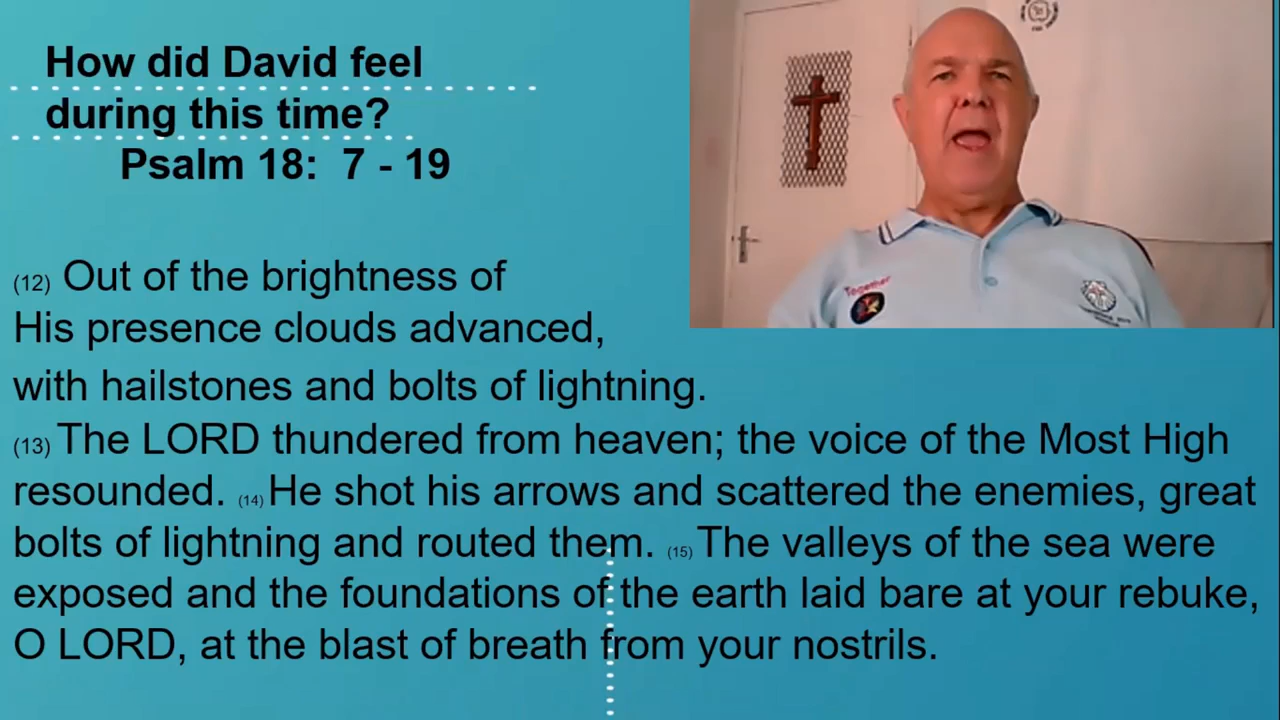 How did David feel
during this time?
Psalm 18: 7 - 19
Together
(12) Out of the brightness of
His presence clouds advanced,
with hailstones and bolts of lightning.
(13) The LORD thundered from heaven; the voice of the Most High
resounded. (14) He shot his arrows and scattered the enemies, great
bolts of lightning and routed them. (15) The valleys of the sea were
exposed and the foundations of the earth laid bare at your rebuke,
O LORD, at the blast of breath from your nostrils.